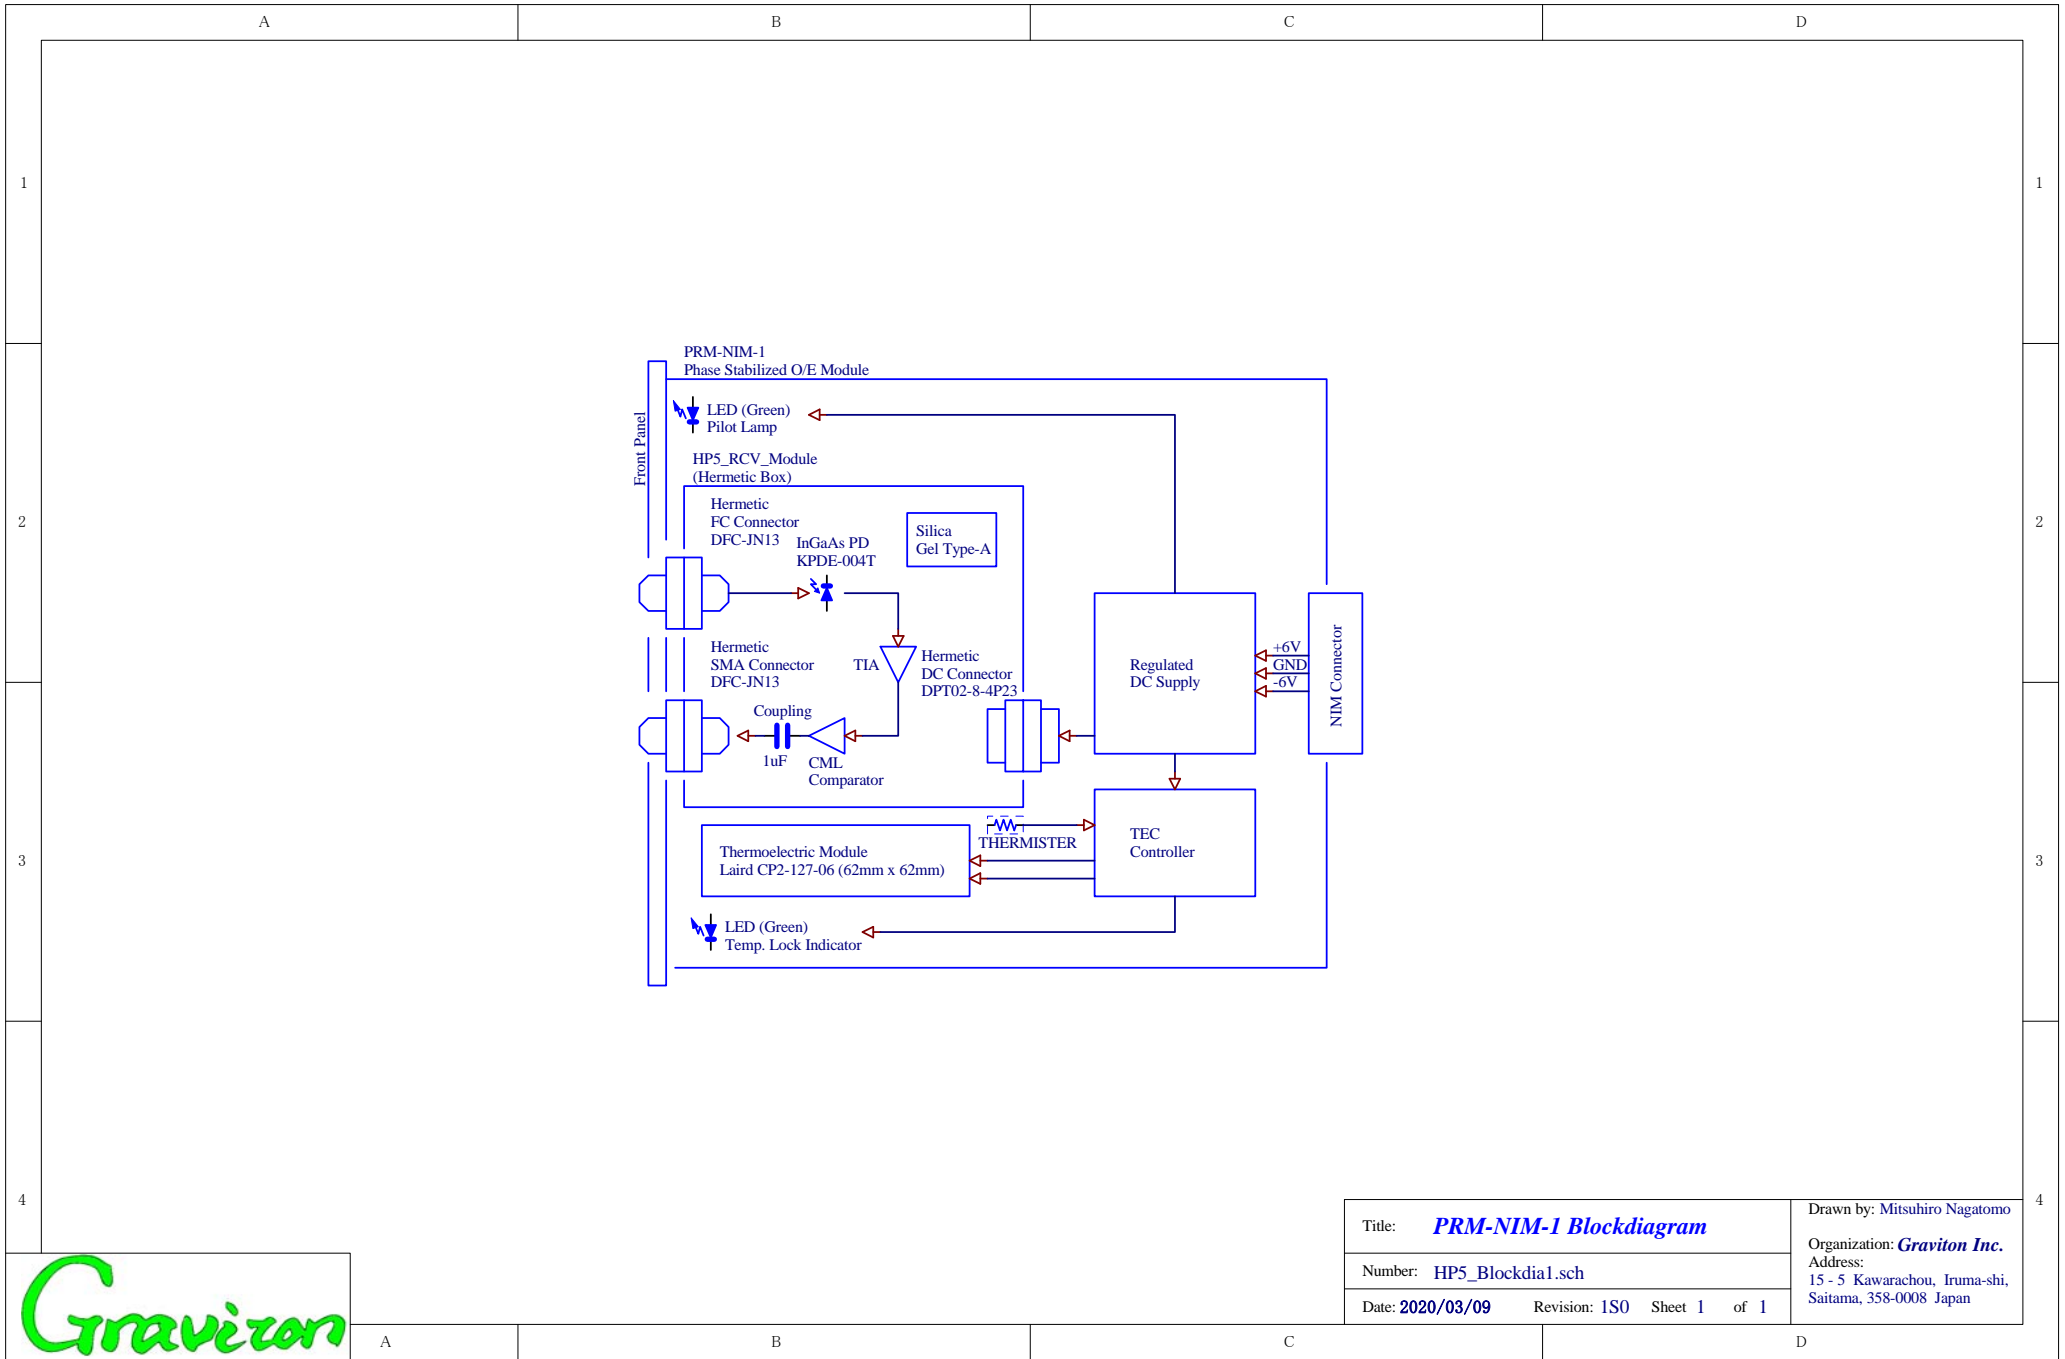 A B C D
1 1
2 2
3 3
4 4
PRM-NIM-1
Phase Stabilized O/E Module
Front Panel
LED (Green)
Pilot Lamp
HP5_RCV_Module
(Hermetic Box)
Hermetic
FC Connector
DFC-JN13
InGaAs PD
KPDE-004T
Silica
Gel Type-A
Hermetic
SMA Connector
DFC-JN13
TIA
Hermetic
DC Connector
DPT02-8-4P23
Coupling
1uF
CML
Comparator
Regulated
DC Supply
+6V
GND
-6V
NIM Connector
THERMISTER
TEC
Controller
Thermoelectric Module
Laird CP2-127-06 (62mm x 62mm)
LED (Green)
Temp. Lock Indicator
Title: PRM-NIM-1 Blockdiagram
Number: HP5_Blockdia1.sch
Date: 2020/03/09 Revision: 1S0 Sheet 1 of 1
Drawn by: Mitsuhiro Nagatomo
Organization: Graviton Inc.
Address:
15 - 5 Kawarachou, Iruma-shi,
Saitama, 358-0008 Japan
Graviton
A B C D